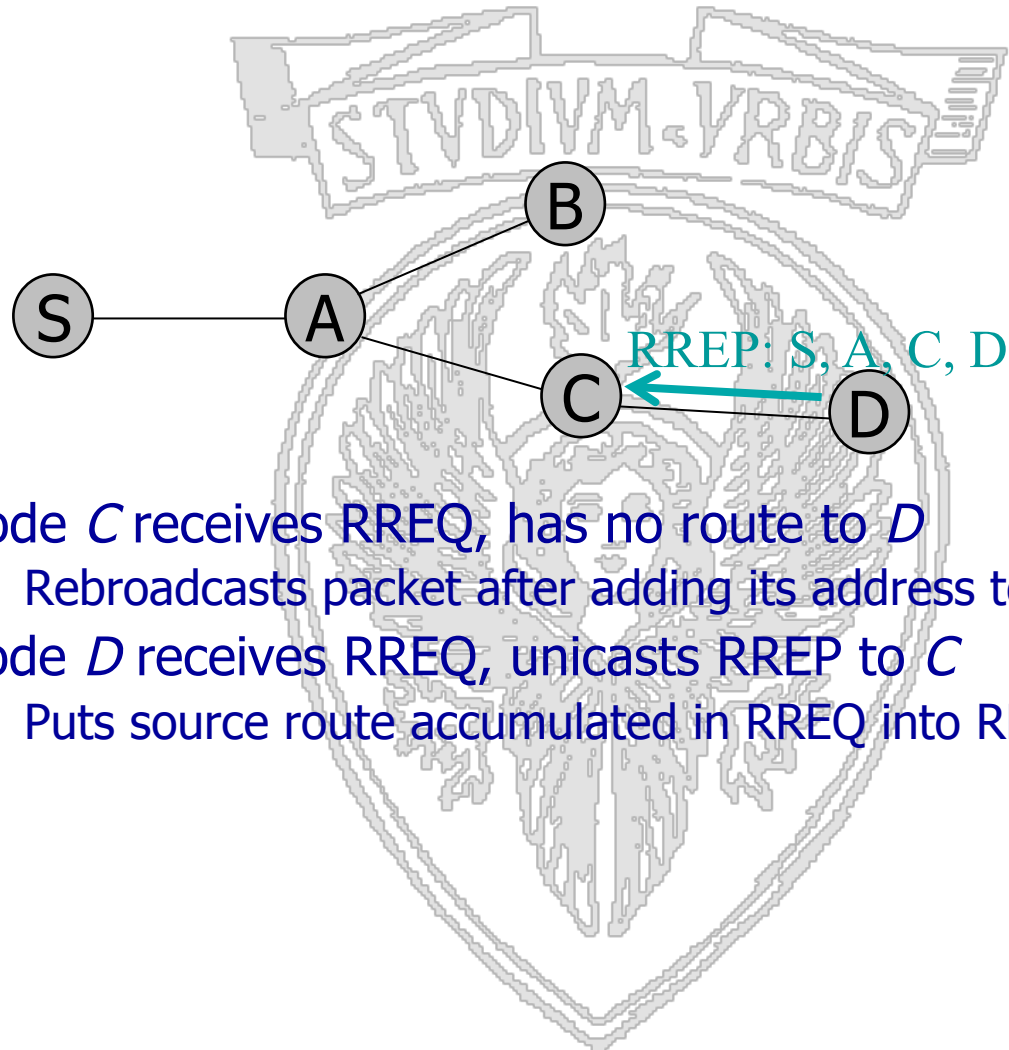 STVDIVM VRBIS
B
S
A
RREP: S, A, C, D
C
D
ode C receives RREQ, has no route to D
Rebroadcasts packet after adding its address to
ode D receives RREQ, unicasts RREP to C
Puts source route accumulated in RREQ into